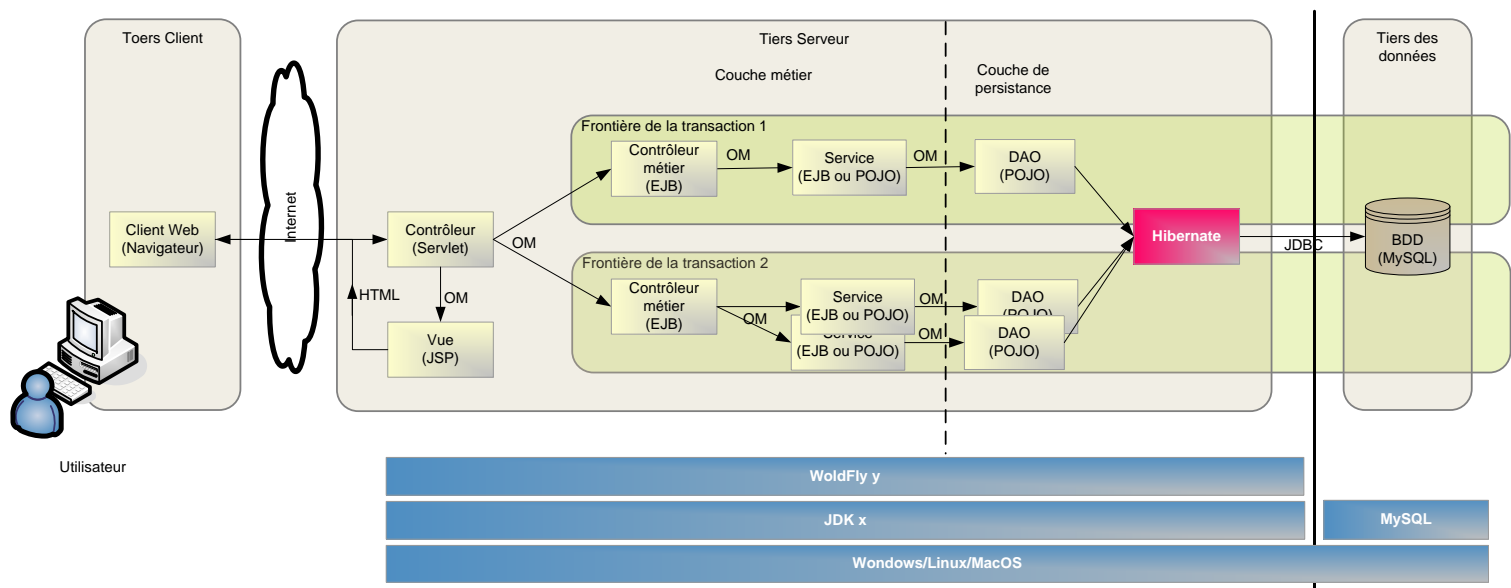 Toers Client
Tiers Serveur
Tiers des
données
Couche métier
Couche de
persistance
Frontière de la transaction 1
Contrôleur
métier
(EJB)
OM
Service
(EJB ou POJO)
OM
DAO
(POJO)
Client Web
(Navigateur)
Internet
Contrôleur
(Servlet)
OM
Hibernate
JDBC
BDD
(MySQL)
Frontière de la transaction 2
Contrôleur
métier
(EJB)
OM
Service
(EJB ou POJO)
OM
DAO
(POJO)
HTML
OM
Vue
(JSP)
Service
(EJB ou POJO)
OM
DAO
(POJO)
Utilisateur
WoldFly y
JDK x
MySQL
Wondows/Linux/MacOS